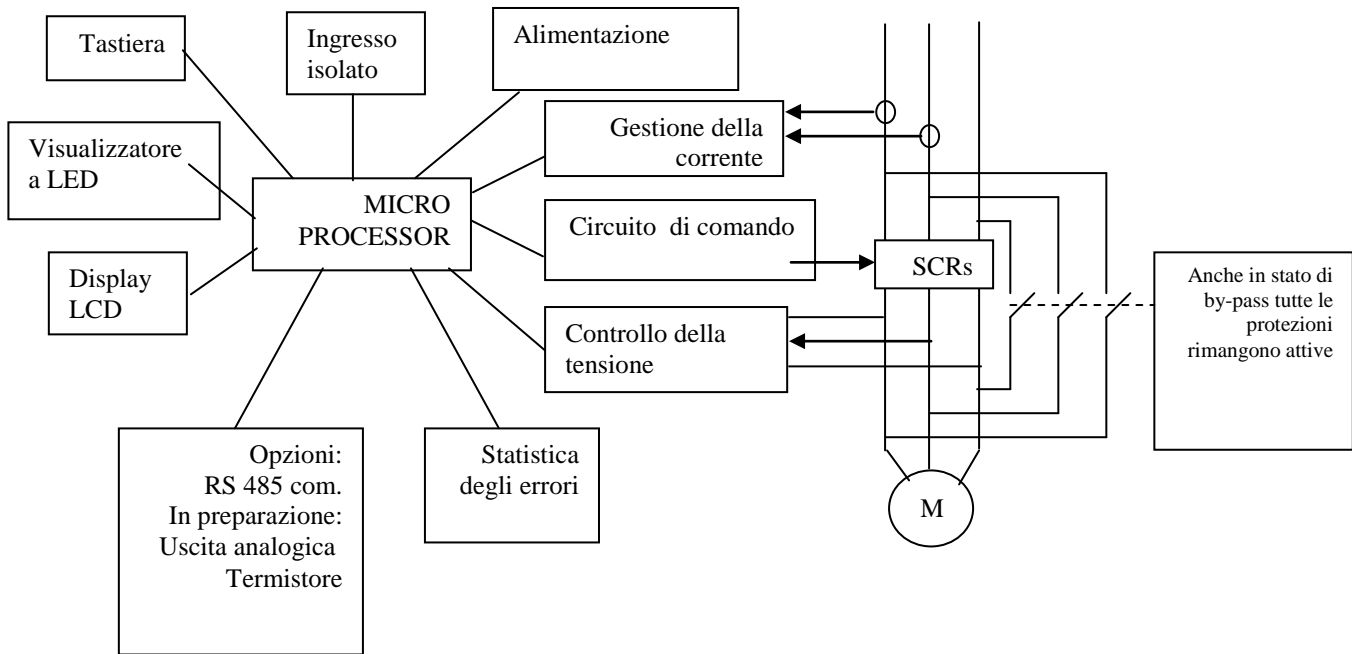 Tastiera
Ingresso
isolato
Alimentazione
Visualizzatore
a LED
Gestione della
corrente
MICRO
PROCESSOR
Circuito di comando
SCRs
Display
LCD
Controllo della
tensione
Anche in stato di
by-pass tutte le
protezioni
rimangono attive
Opzioni:
RS 485 com.
In preparazione:
Uscita analogica
Termistore
Statistica
degli errori
M